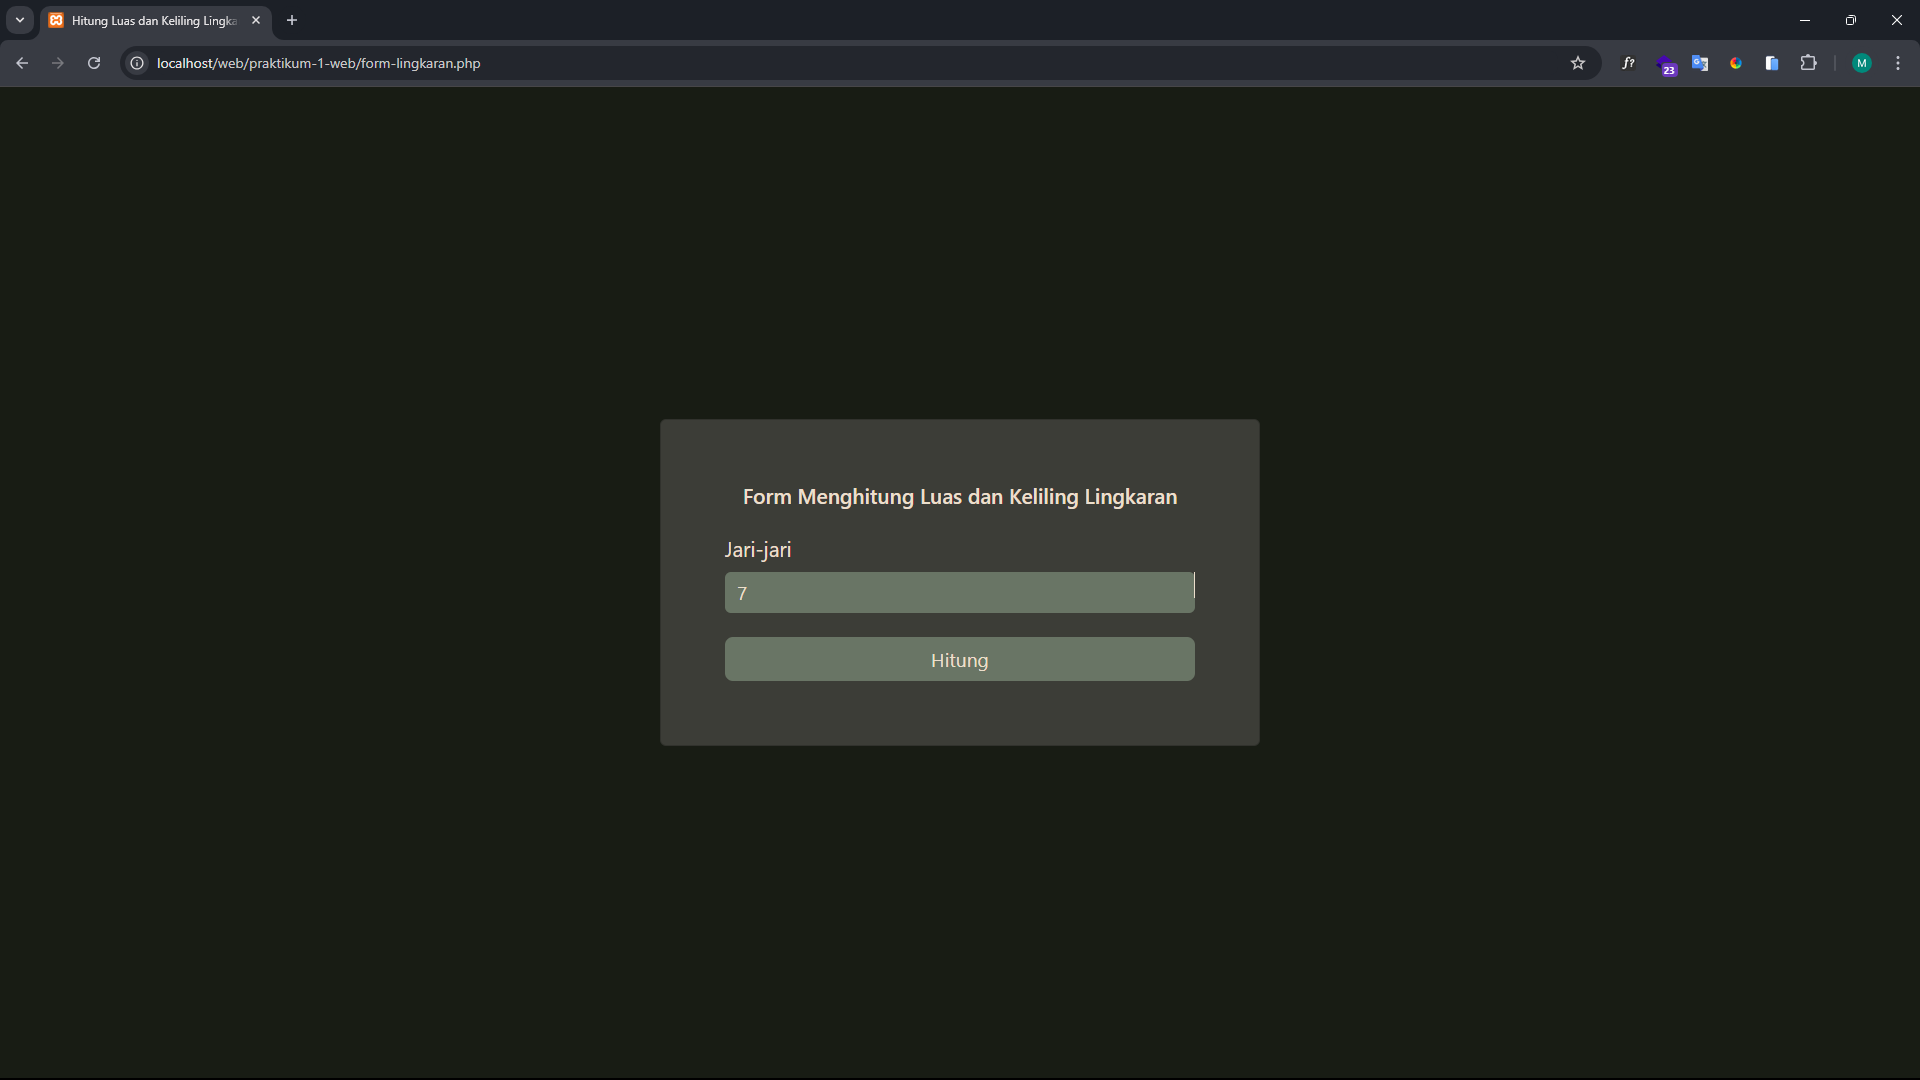 Hitung Luas dan Keliling Lingka
localhost/web/praktikum-1-web/form-lingkaran.php
f?
23
M
Form Menghitung Luas dan Keliling Lingkaran
Jari-jari
7
Hitung